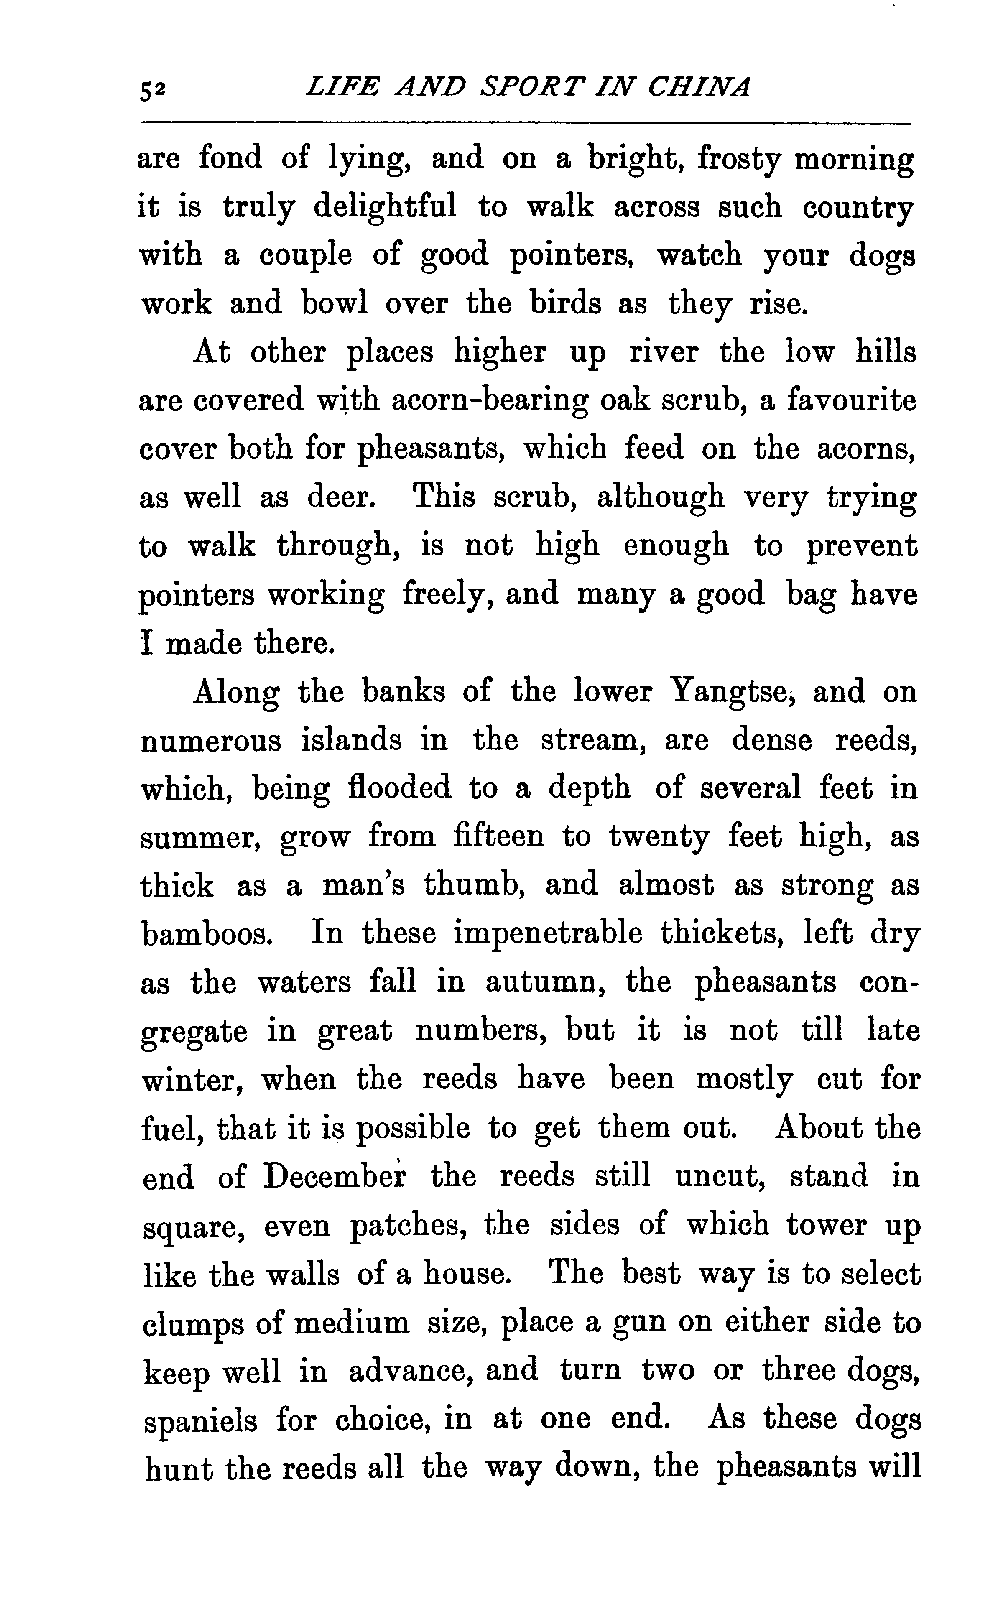 52 LIFE AND SPORT IN CHINA
are fond of lying, and on a bright, frosty morning
it is truly delightful to walk across such country
with a couple of good pointers, watch your dogs
work and bowl over the birds as they rise.
At other places higher up river the low hills
are covered with acorn-bearing oak scrub, a favourite
cover both for pheasants, which feed on the acorns,
as well as deer. This scrub, although very trying
to walk through, is not high enough to prevent
pointers working freely, and many a good bag have
I made there.
Along the banks of the lower Yangtse, and on
numerous islands in the stream, are dense reeds,
which, being flooded to a depth of several feet in
summer, grow from fifteen to twenty feet high, as
thick as a man's thumb, and almost as strong as
bamboos. In these impenetrable thickets, left dry
as the waters fall in autumn, the pheasants con-
gregate in great numbers, but it is not till late
winter, when the reeds have been mostly cut for
fuel, that it is possible to get them out. About the
end of December the reeds still uncut, stand in
square, even patches, the sides of which tower up
like the walls of a house. The best way is to select
clumps of medium size, place a gun on either side to
keep well in advance, and turn two or three dogs,
spaniels for choice, in at one end. As these dogs
hunt the reeds all the way down, the pheasants will